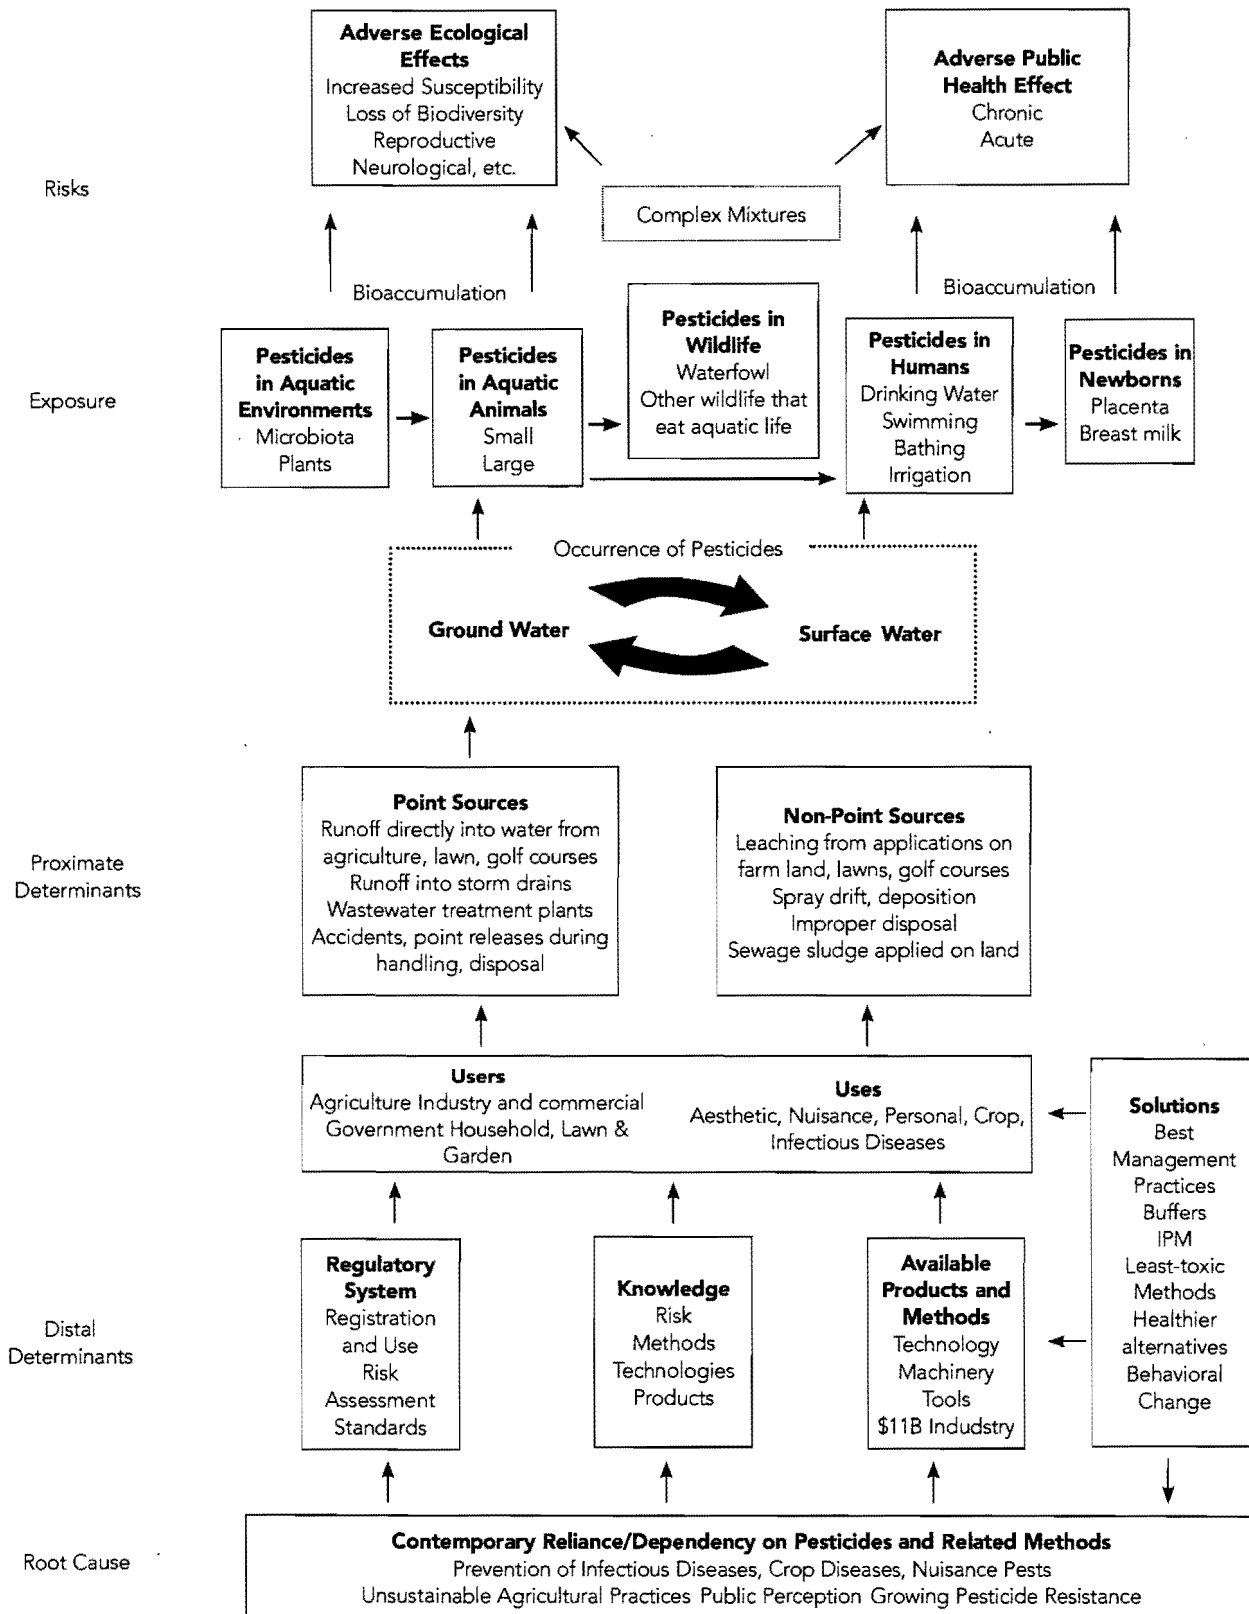 Adverse Ecological
Effects
Increased Susceptibility
Loss of Biodiversity
Reproductive
Neurological, etc.
Adverse Public
Health Effect
Chronic
Acute
Risks
Complex Mixtures
Bioaccumulation
Bioaccumulation
Exposure
Pesticides
in Aquatic
Environments
Microbiota
Plants
Pesticides
in Aquatic
Animals
Small
Large
Pesticides in
Wildlife
Waterfowl
Other wildlife that
eat aquatic life
Pesticides in
Humans
Drinking Water
Swimming
Bathing
Irrigation
Pesticides in
Newborns
Placenta
Breast milk
Occurrence of Pesticides
Ground Water
Surface Water
Proximate
Determinants
Point Sources
Runoff directly into water from
agriculture, lawn, golf courses
Runoff into storm drains
Wastewater treatment plants
Accidents, point releases during
handling, disposal
Non-Point Sources
Leaching from applications on
farm land, lawns, golf courses
Spray drift, deposition
Improper disposal
Sewage sludge applied on land
Users
Agriculture Industry and commercial
Government Household, Lawn &
Garden
Uses
Aesthetic, Nuisance, Personal, Crop,
Infectious Diseases
Solutions
Best
Management
Practices
Buffers
IPM
Least-toxic
Methods
Healthier
alternatives
Behavioral
Change
Distal
Determinants
Regulatory
System
Registration
and Use
Risk
Assessment
Standards
Knowledge
Risk
Methods
Technologies
Products
Available
Products and
Methods
Technology
Machinery
Tools
$11B Indudstry
Root Cause
Contemporary Reliance/Dependency on Pesticides and Related Methods
Prevention of Infectious Diseases, Crop Diseases, Nuisance Pests
Unsustainable Agricultural Practices Public Perception Growing Pesticide Resistance